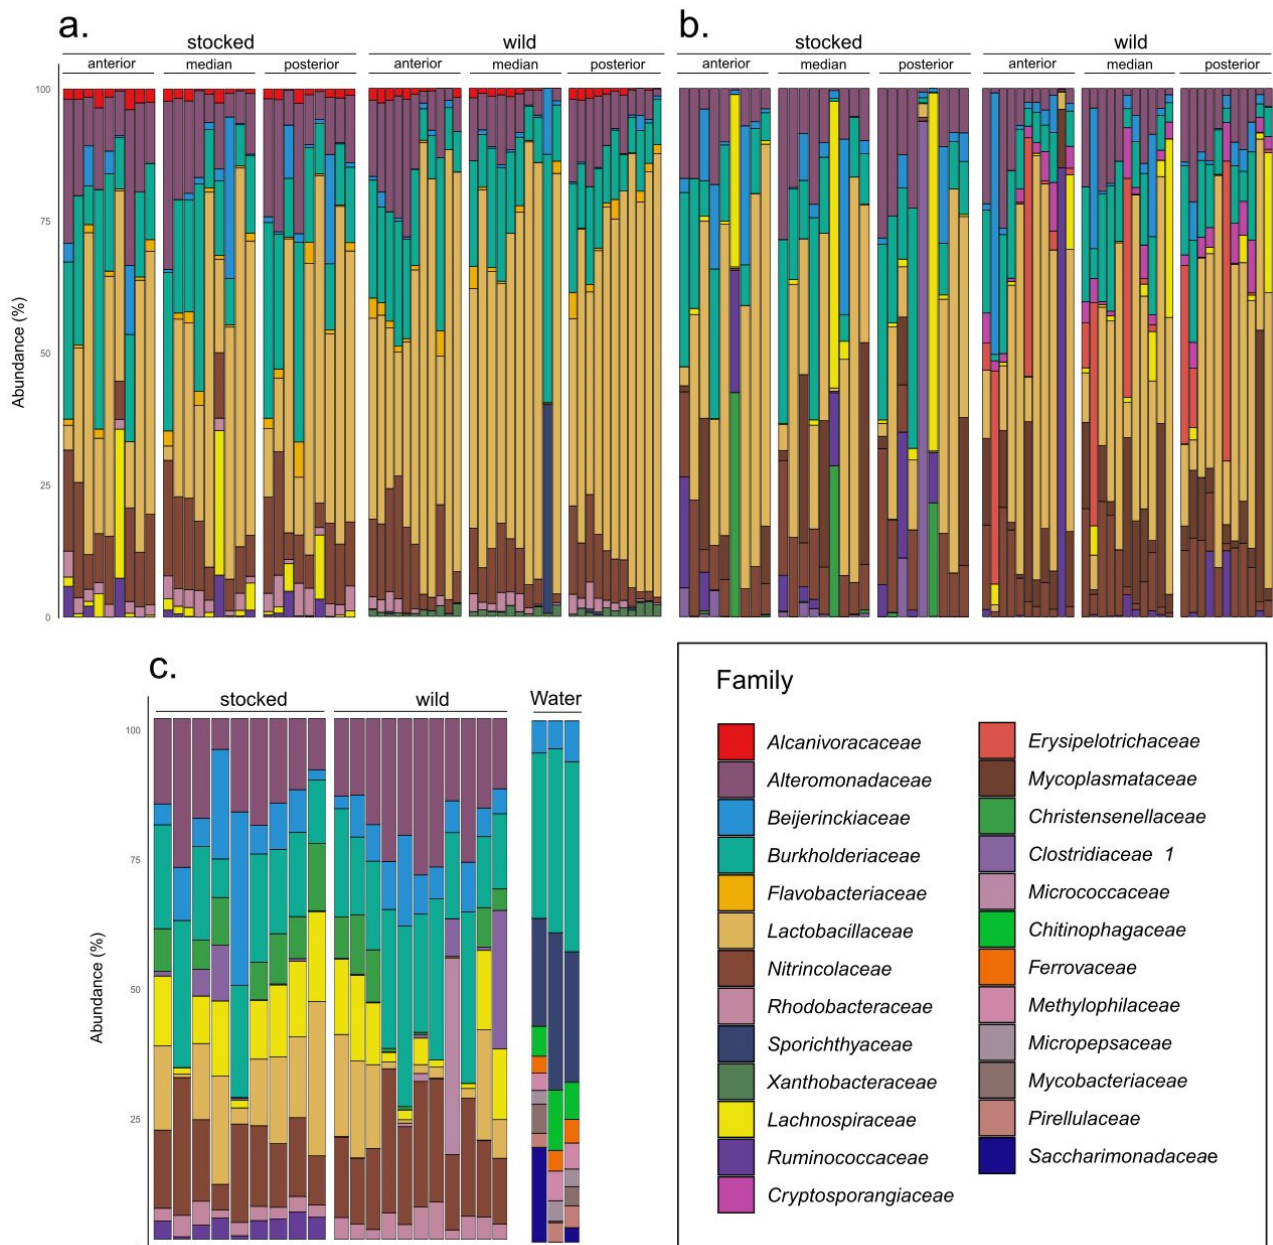 a.
stocked
wild
anterior
median
posterior
anterior
median
posterior
100
75
50
25
0
Abundance (%)
b.
stocked
wild
anterior
median
posterior
anterior
median
posterior
c.
stocked
wild
Water
100
75
50
25
Abundance (%)
Family
Alcanivoracaceae
Alteromonadaceae
Beijerinckiaceae
Burkholderiaceae
Flavobacteriaceae
Lactobacillaceae
Nitrincolaceae
Rhodobacteraceae
Sporichthyaceae
Xanthobacteraceae
Lachnospiraceae
Ruminococcaceae
Cryptosporangiaceae
Erysipelotrichaceae
Mycoplasmataceae
Christensenellaceae
Clostridiaceae 1
Micrococcaceae
Chitinophagaceae
Ferrovaceae
Methylophilaceae
Micropepsaceae
Mycobacteriaceae
Pirellulaceae
Saccharimonadaceae